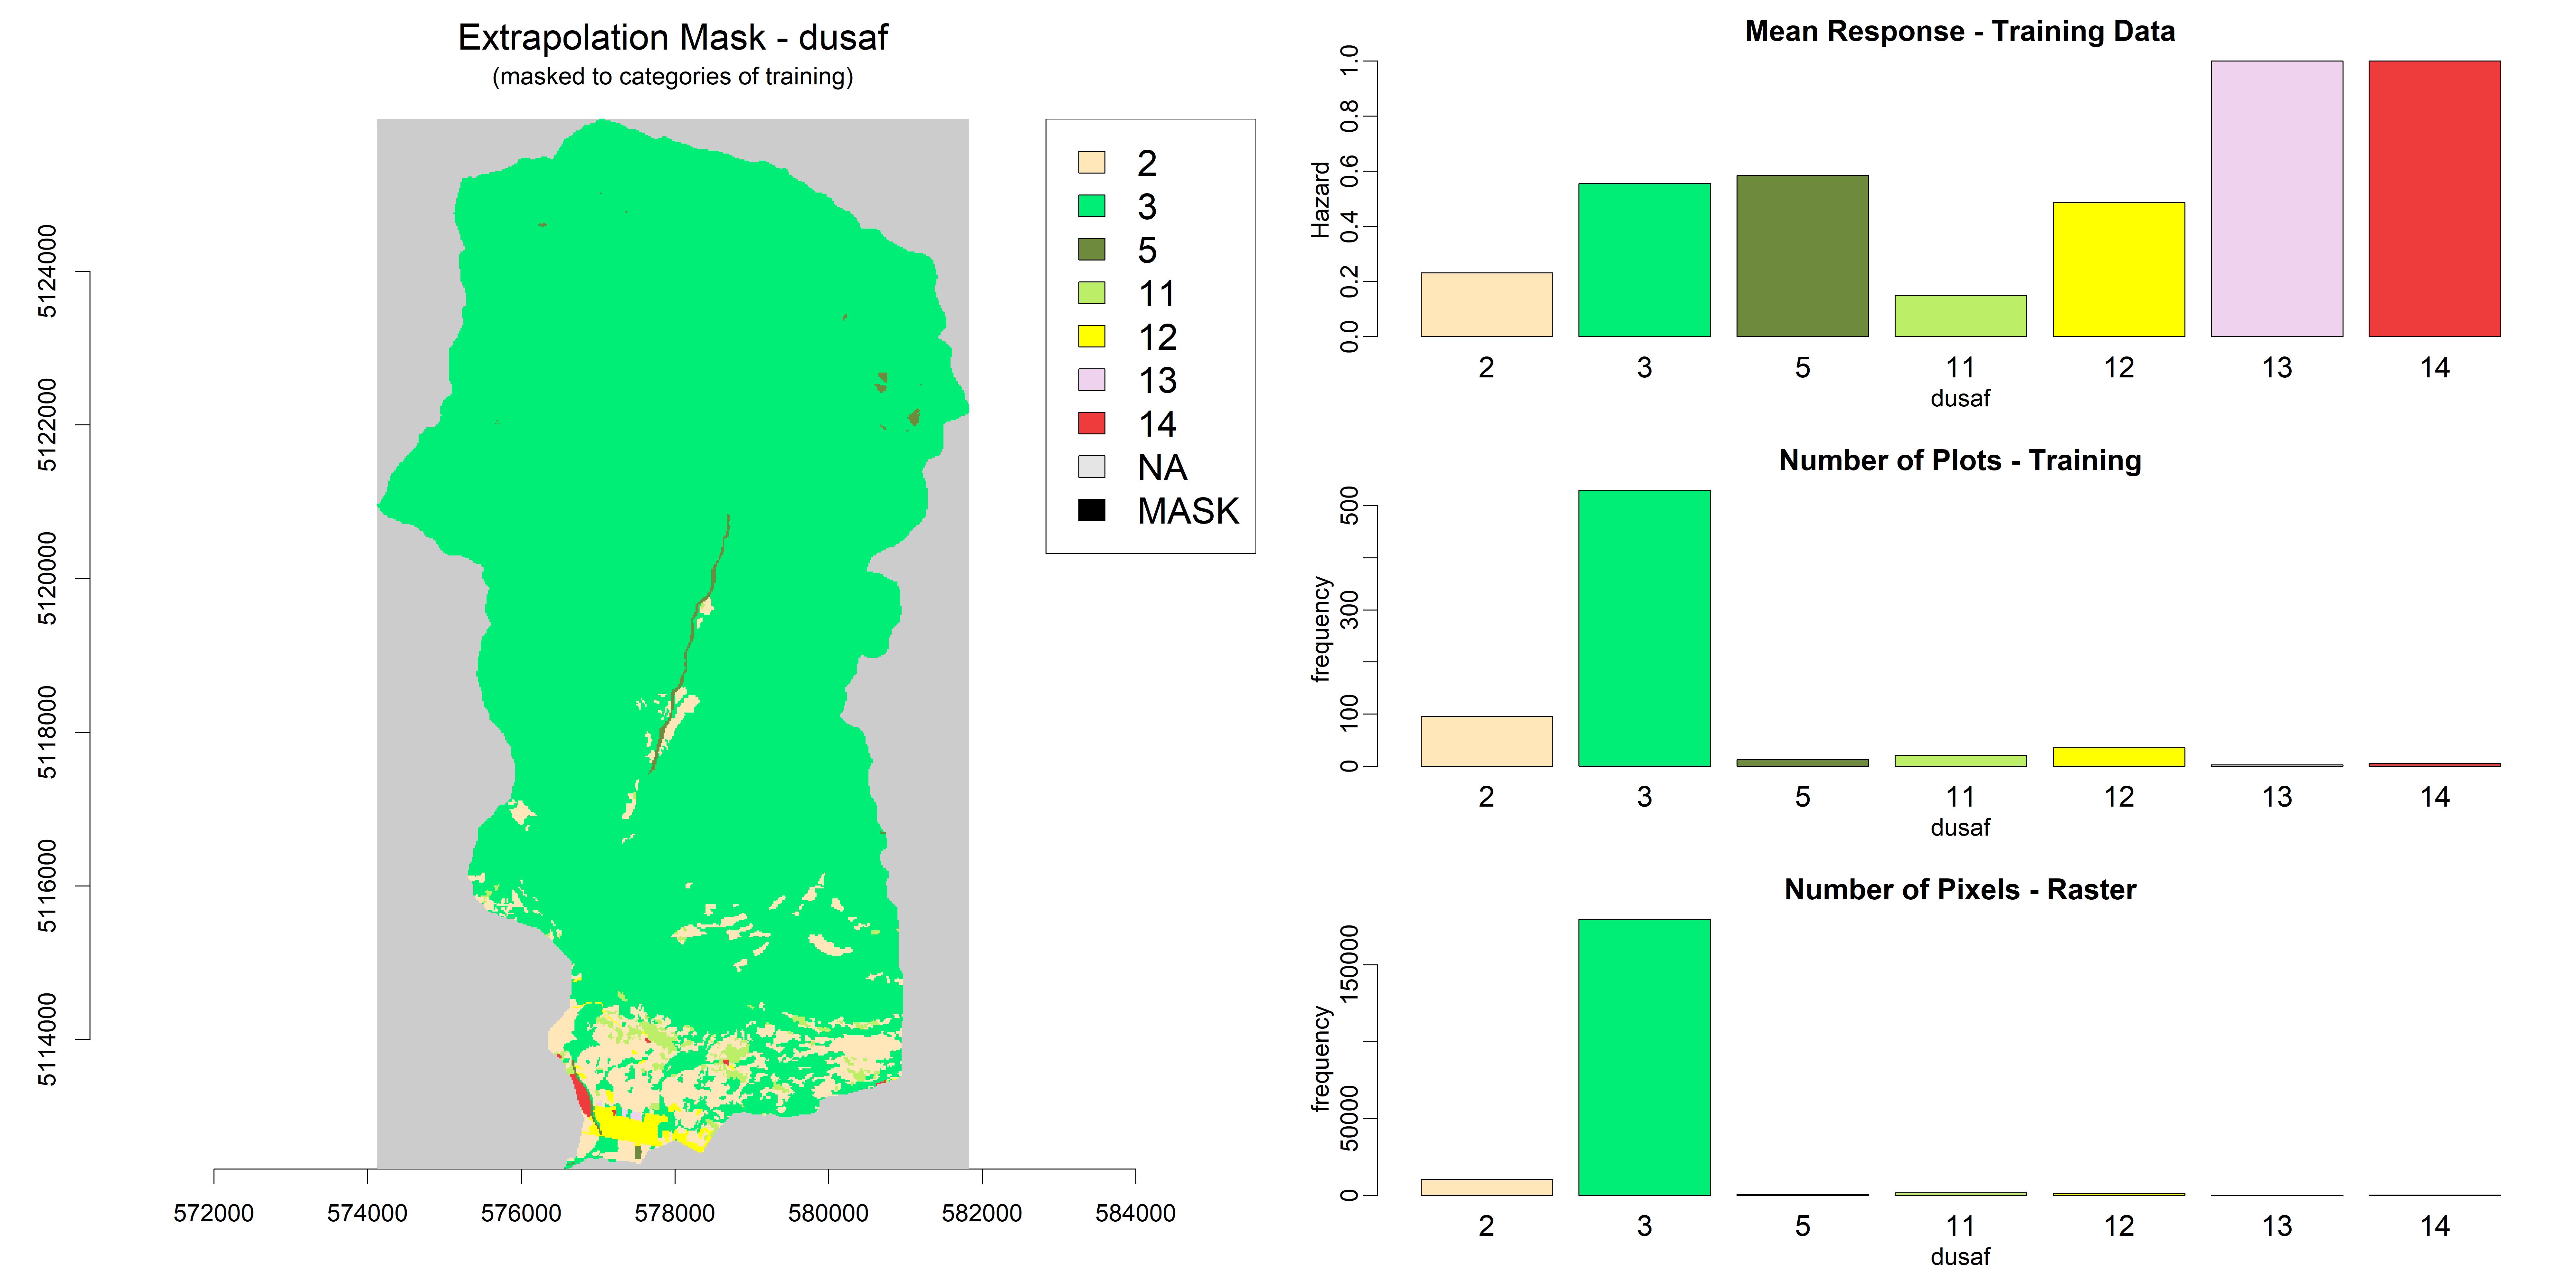 Extrapolation Mask - dusaf
(masked to categories of training)
5124000
5122000
5120000
5118000
5116000
5114000
572000 574000 576000 578000 580000 582000 584000
2
3
5
11
12
13
14
NA
MASK
Mean Response - Training Data
Hazard
1.0
0.8
0.6
0.4
0.2
0.0
2 3 5 11 12 13 14
dusaf
Number of Plots - Training
frequency
500
300
100
0
2 3 5 11 12 13 14
dusaf
Number of Pixels - Raster
frequency
150000
50000
0
2 3 5 11 12 13 14
dusaf